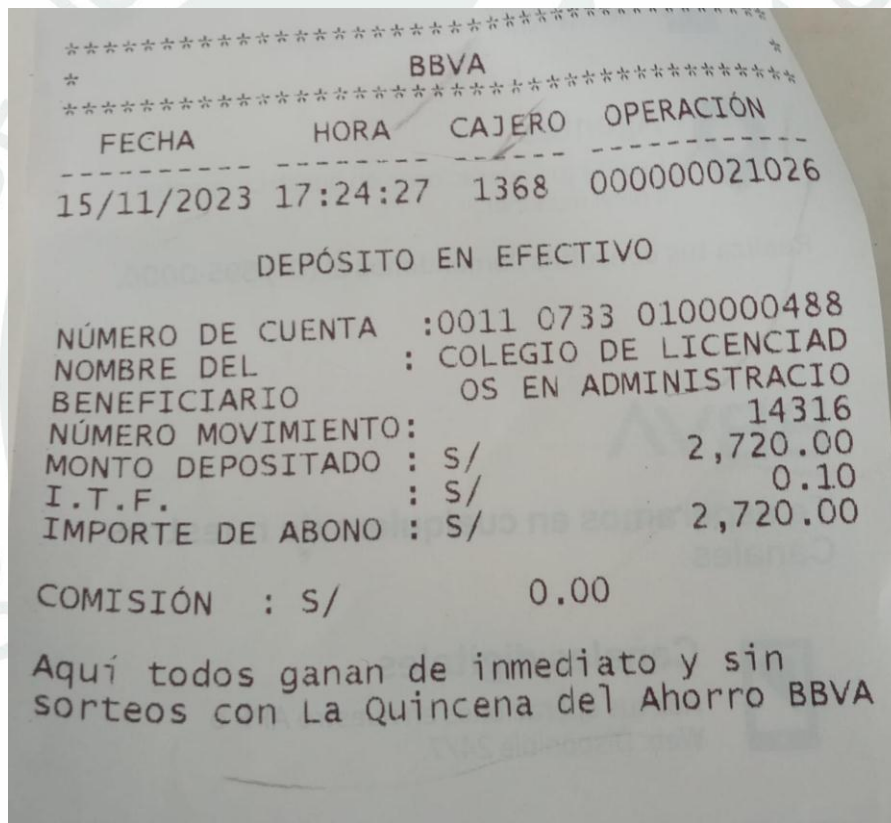 ****************************************
* BBVA *
****************************************
FECHA HORA CAJERO OPERACIÓN
---------- -------- ------ ------------
15/11/2023 17:24:27 1368 000000021026
DEPÓSITO EN EFECTIVO
NÚMERO DE CUENTA :0011 0733 0100000488
NOMBRE DEL : COLEGIO DE LICENCIAD
BENEFICIARIO OS EN ADMINISTRACIO
NÚMERO MOVIMIENTO: 14316
MONTO DEPOSITADO : S/ 2,720.00
I.T.F. : S/ 0.10
IMPORTE DE ABONO : S/ 2,720.00
COMISIÓN : S/ 0.00
Aquí todos ganan de inmediato y sin
sorteos con La Quincena del Ahorro BBVA